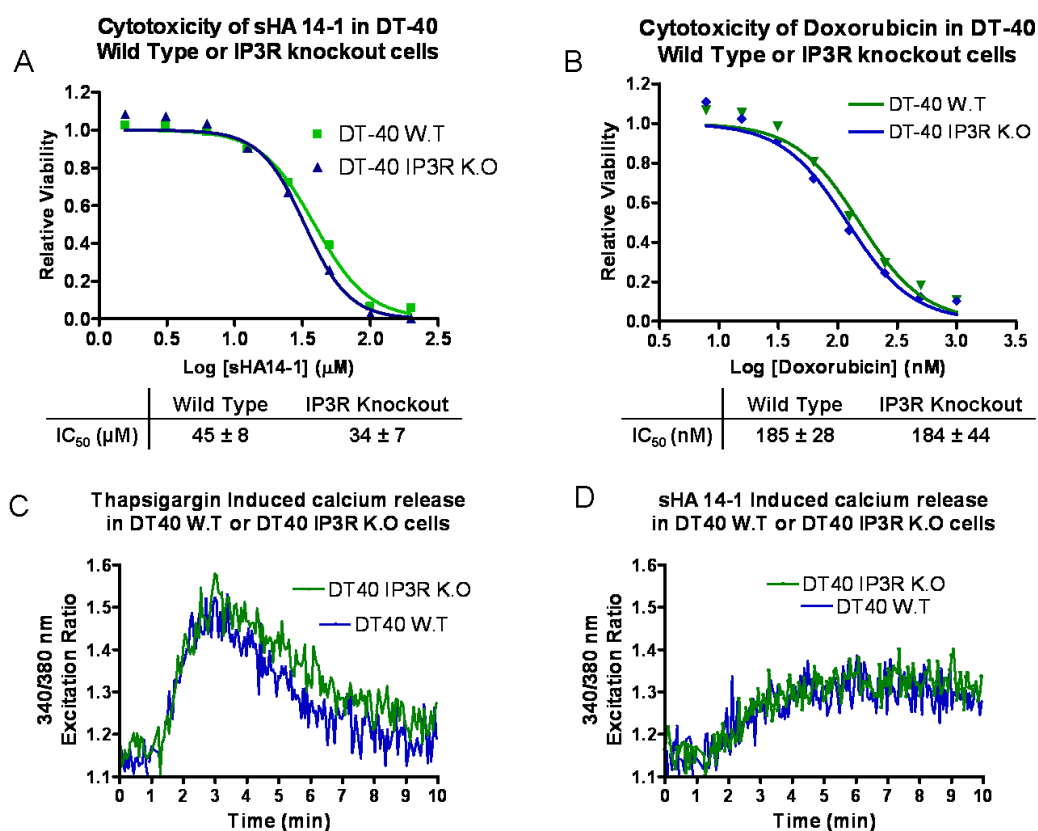 A
Cytotoxicity of sHA 14-1 in DT-40
Wild Type or IP3R knockout cells
Relative Viability
1.2
1.0
0.8
0.6
0.4
0.2
0.0
DT-40 W.T
DT-40 IP3R K.O
0.0 0.5 1.0 1.5 2.0 2.5
Log [sHA14-1] (µM)
Wild Type IP3R Knockout
IC50 (µM) 45 ± 8 34 ± 7
B
Cytotoxicity of Doxorubicin in DT-40
Wild Type or IP3R knockout cells
Relative Viability
1.2
1.0
0.8
0.6
0.4
0.2
0.0
DT-40 W.T
DT-40 IP3R K.O
0.5 1.0 1.5 2.0 2.5 3.0 3.5
Log [Doxorubicin] (nM)
Wild Type IP3R Knockout
IC50 (nM) 185 ± 28 184 ± 44
C
Thapsigargin Induced calcium release
in DT40 W.T or DT40 IP3R K.O cells
340/380 nm
Excitation Ratio
1.6
1.5
1.4
1.3
1.2
1.1
DT40 IP3R K.O
DT40 W.T
0 1 2 3 4 5 6 7 8 9 10
Time (min)
D
sHA 14-1 Induced calcium release
in DT40 W.T or DT40 IP3R K.O cells
340/380 nm
Excitation Ratio
1.6
1.5
1.4
1.3
1.2
1.1
DT40 IP3R K.O
DT40 W.T
0 1 2 3 4 5 6 7 8 9 10
Time (min)